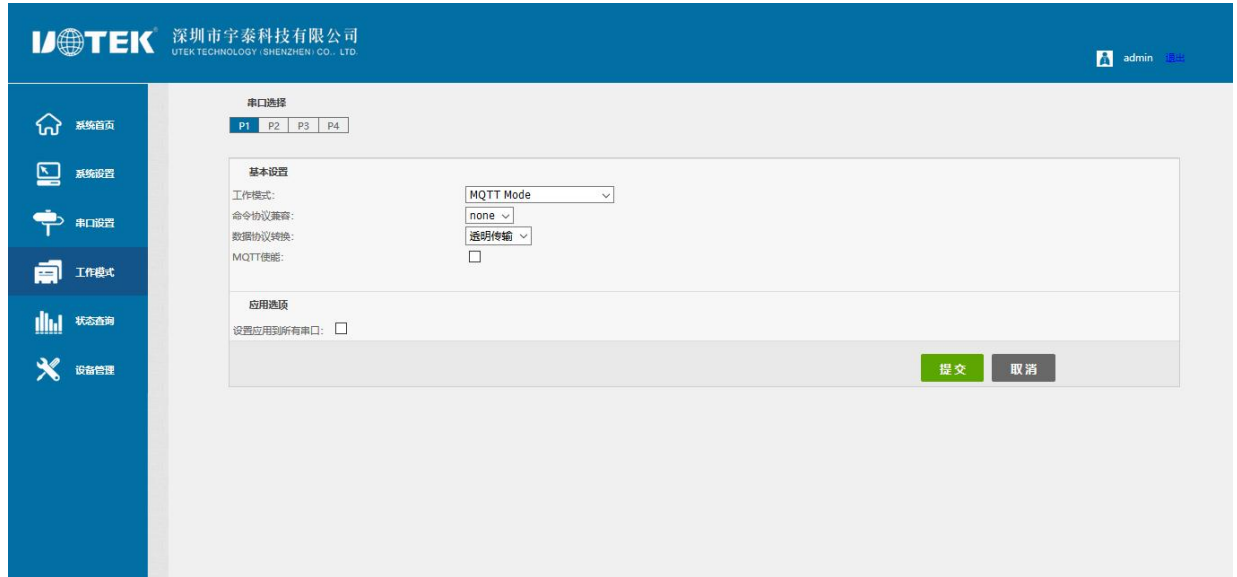 UOTEK 深圳市宇泰科技有限公司
UTEK TECHNOLOGY (SHENZHEN) CO., LTD.
admin 退出
系统首页
系统设置
串口设置
工作模式
状态查询
设备管理
串口选择
P1 P2 P3 P4
基本设置
工作模式: MQTT Mode
命令协议兼容: none
数据协议转换: 透明传输
MQTT使能:
应用选项
设置应用到所有串口:
提交 取消